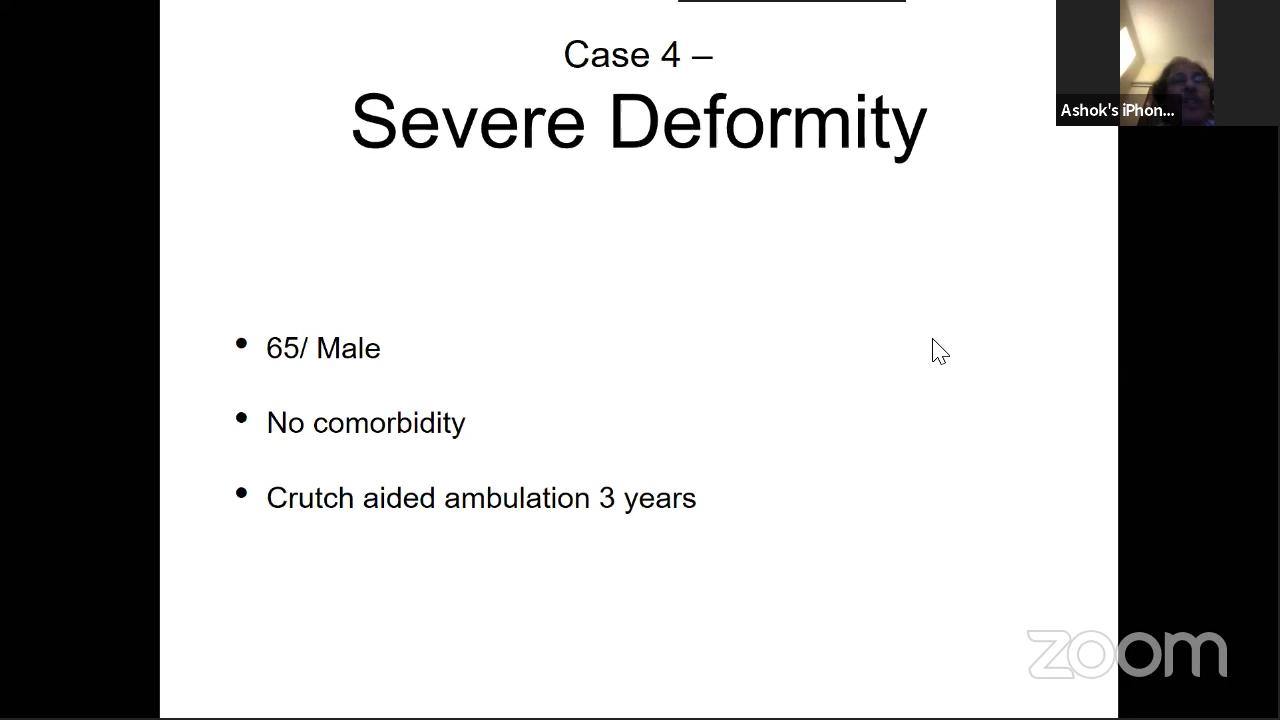 Case 4 –
Severe Deformity
Ashok's iPhon...
• 65/ Male
• No comorbidity
• Crutch aided ambulation 3 years
zoom